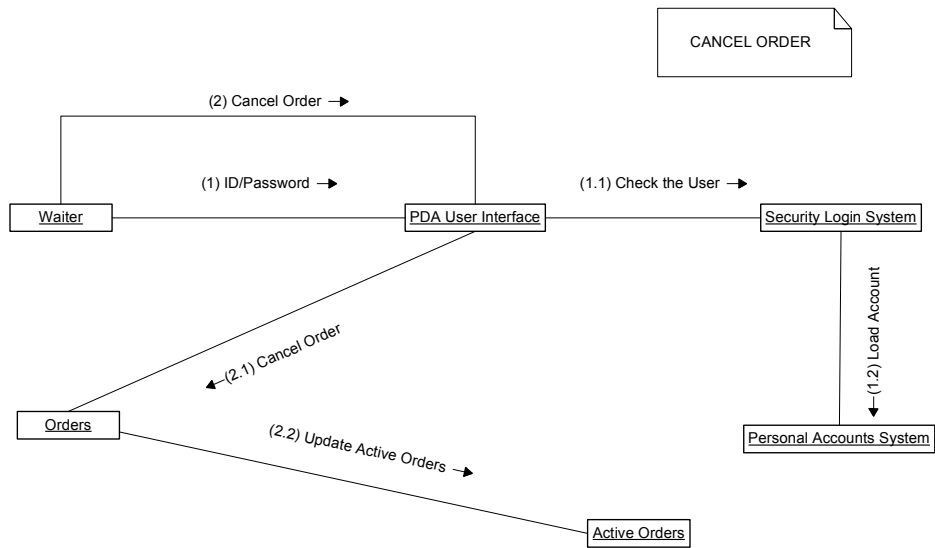 CANCEL ORDER
(2) Cancel Order
(1) ID/Password
(1.1) Check the User
Waiter
PDA User Interface
Security Login System
(1.2) Load Account
(2.1) Cancel Order
Orders
(2.2) Update Active Orders
Personal Accounts System
Active Orders